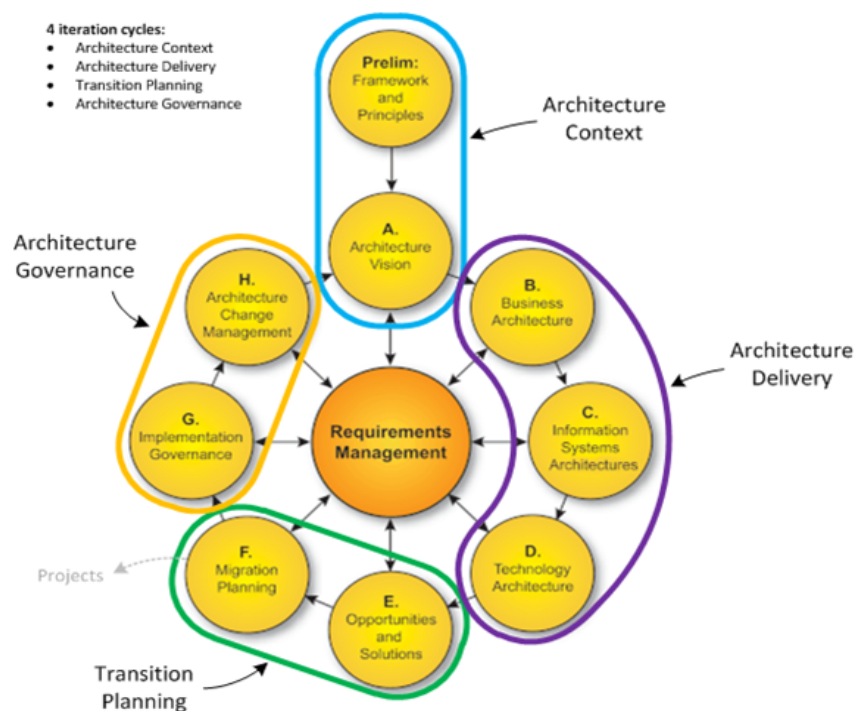 4 iteration cycles:
• Architecture Context
• Architecture Delivery
• Transition Planning
• Architecture Governance
Prelim:
Framework
and
Principles
Architecture
Context
A.
Architecture
Vision
Architecture
Governance
H.
Architecture
Change
Management
B.
Business
Architecture
Architecture
Delivery
G.
Implementation
Governance
Requirements
Management
C.
Information
Systems
Architectures
F.
Migration
Planning
D.
Technology
Architecture
Projects
E.
Opportunities
and
Solutions
Transition
Planning